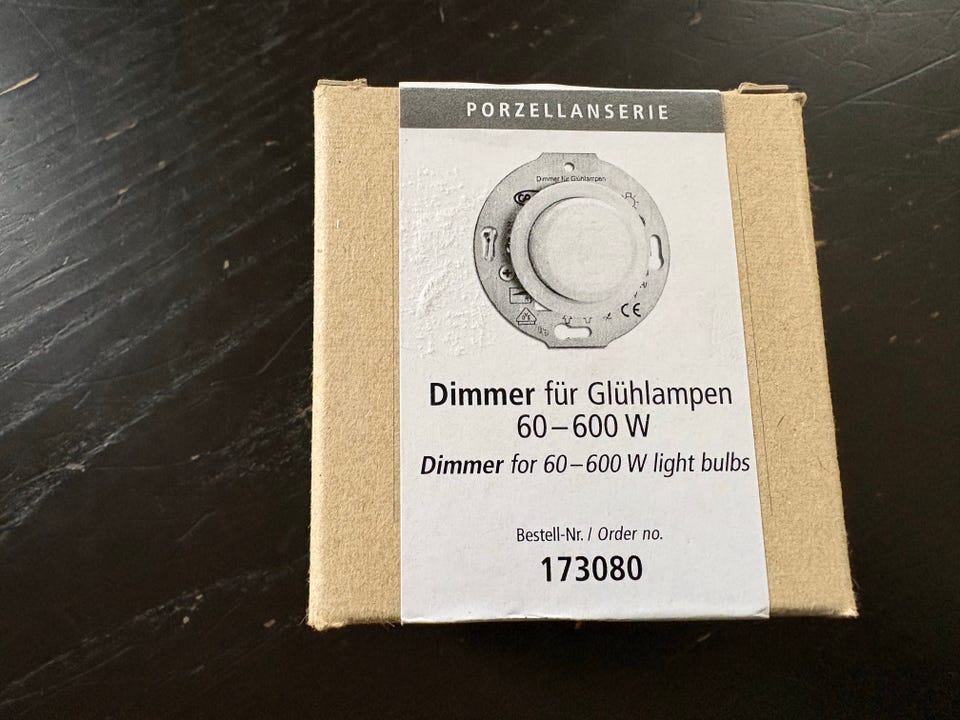 PORZELLANSERIE
Dimmer für Glühlampen
CE
Dimmer für Glühlampen
60–600 W
Dimmer for 60–600 W light bulbs
Bestell-Nr. / Order no.
173080